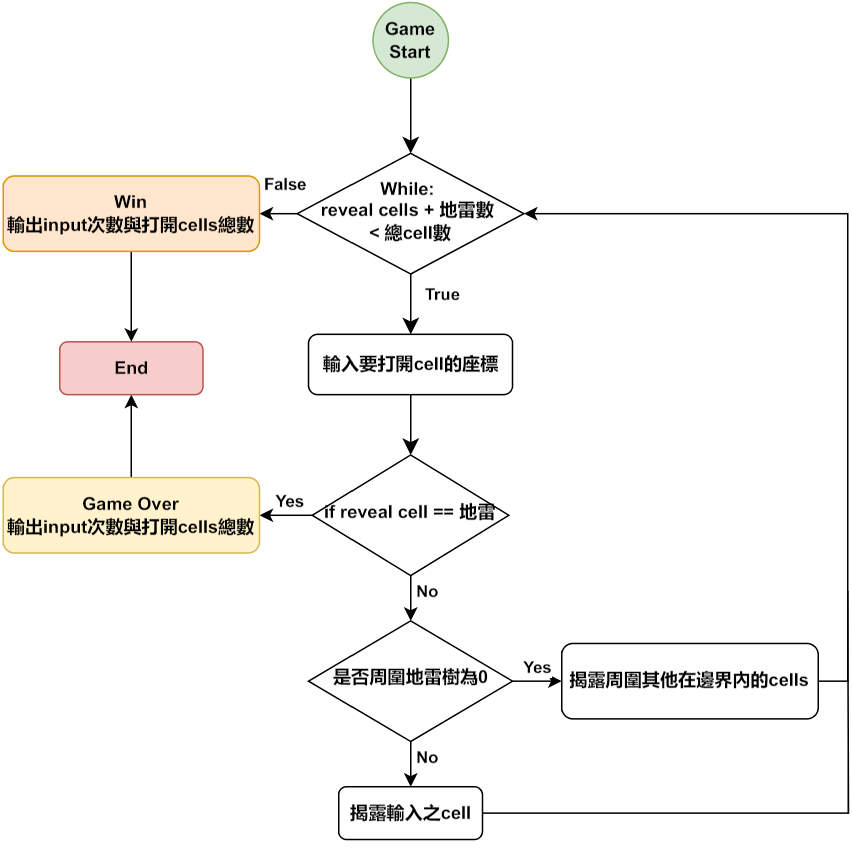 Game
Start
While:
reveal cells + 地雷數
< 總cell數
False
Win
輸出input次數與打開cells總數
True
End
輸入要打開cell的座標
Game Over
輸出input次數與打開cells總數
Yes
if reveal cell == 地雷
No
是否周圍地雷樹為0
Yes
揭露周圍其他在邊界內的cells
No
揭露輸入之cell